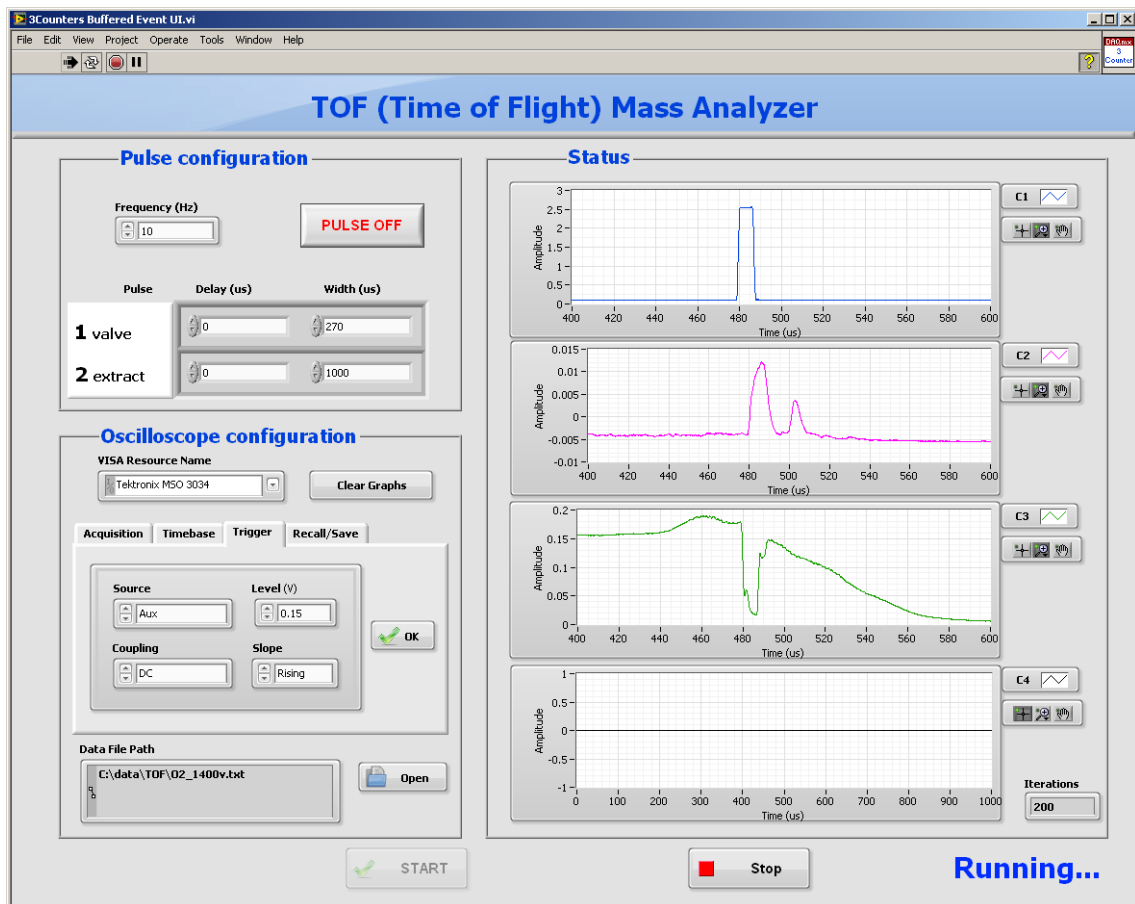 3Counters Buffered Event UI.vi
File Edit View Project Operate Tools Window Help
DAQmx
3
Counter
TOF (Time of Flight) Mass Analyzer
Pulse configuration
Frequency (Hz)
10
PULSE OFF
Pulse Delay (us) Width (us)
1 valve 0 270
2 extract 0 1000
Oscilloscope configuration
VISA Resource Name
Tektronix MSO 3034
Clear Graphs
Acquisition Timebase Trigger Recall/Save
Source Level (V)
Aux 0.15
OK
Coupling Slope
DC Rising
Data File Path
C:\data\TOF\O2_1400v.txt
Open
Status
3
2.5
2
1.5
1
0.5
0
Amplitude
400 420 440 460 480 500 520 540 560 580 600
Time (us)
C1
0.015
0.01
0.005
0
-0.005
-0.01
Amplitude
400 420 440 460 480 500 520 540 560 580 600
Time (us)
C2
0.2
0.15
0.1
0.05
0
Amplitude
400 420 440 460 480 500 520 540 560 580 600
Time (us)
C3
1
0.5
0
-0.5
-1
Amplitude
0 100 200 300 400 500 600 700 800 900 1000
Time (us)
C4
Iterations
200
START
Stop
Running...